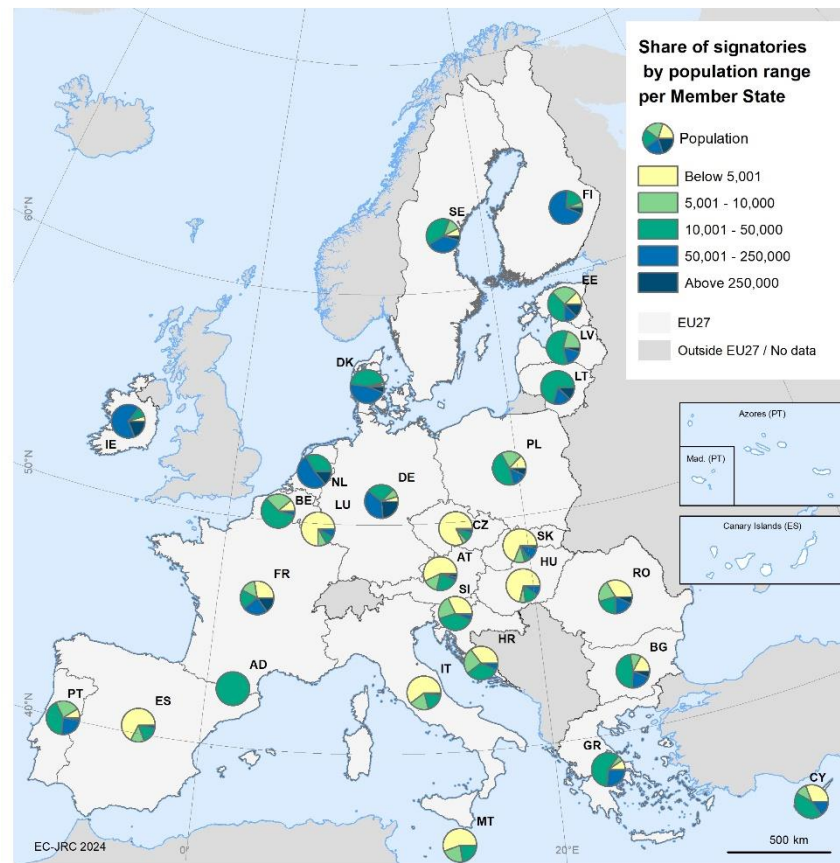 Share of signatories
by population range
per Member State
Population
Below 5,001
5,001 - 10,000
10,001 - 50,000
50,001 - 250,000
Above 250,000
EU27
Outside EU27 / No data
60°N
FI
SE
EE
LV
DK
LT
IE
Azores (PT)
Mad. (PT)
50°N
PL
NL
DE
BE
LU
Canary Islands (ES)
CZ
SK
AT
HU
FR
SI
RO
HR
BG
AD
IT
PT
ES
40°N
GR
CY
MT
EC-JRC 2024
0°
20°E
500 km